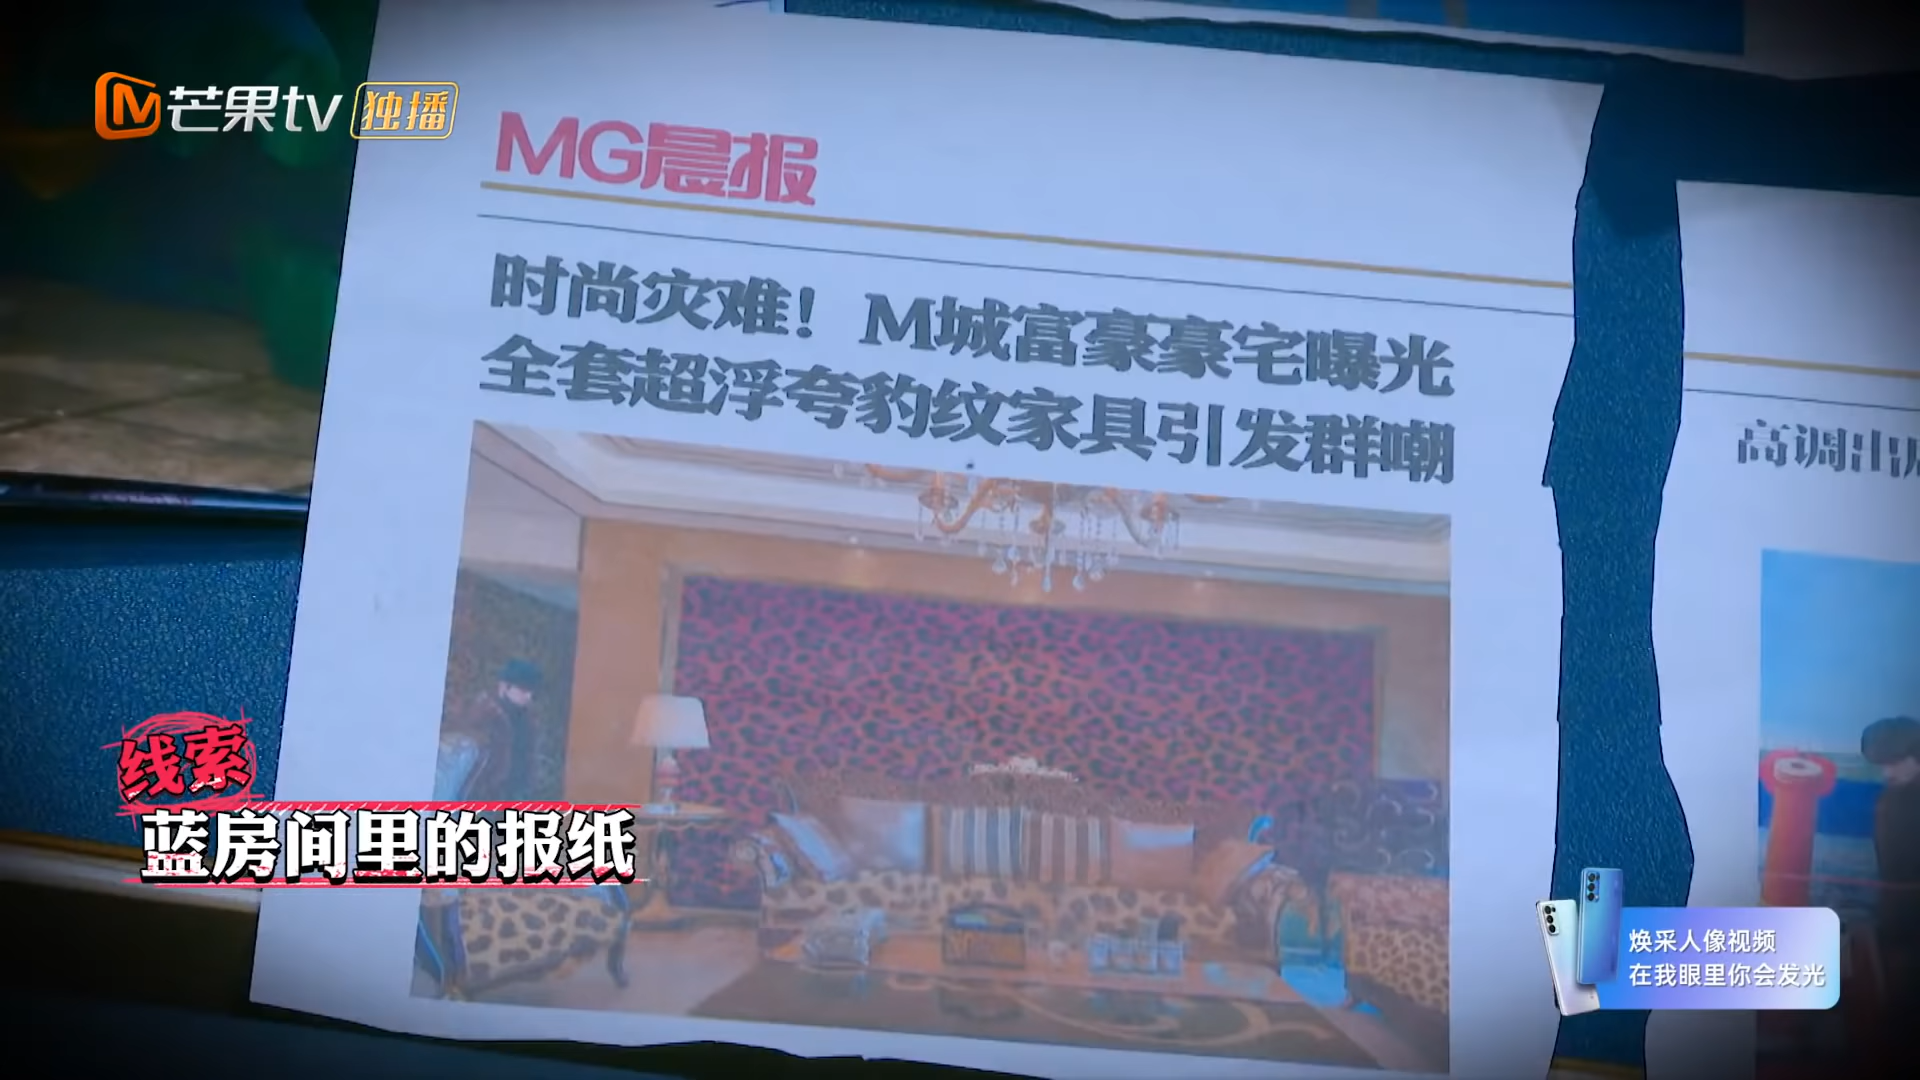 芒果tv 独播
MG晨报
时尚灾难！M城富豪豪宅曝光
全套超浮夸豹纹家具引发群嘲
高调出
线索
蓝房间里的报纸
焕采人像视频
在我眼里你会发光